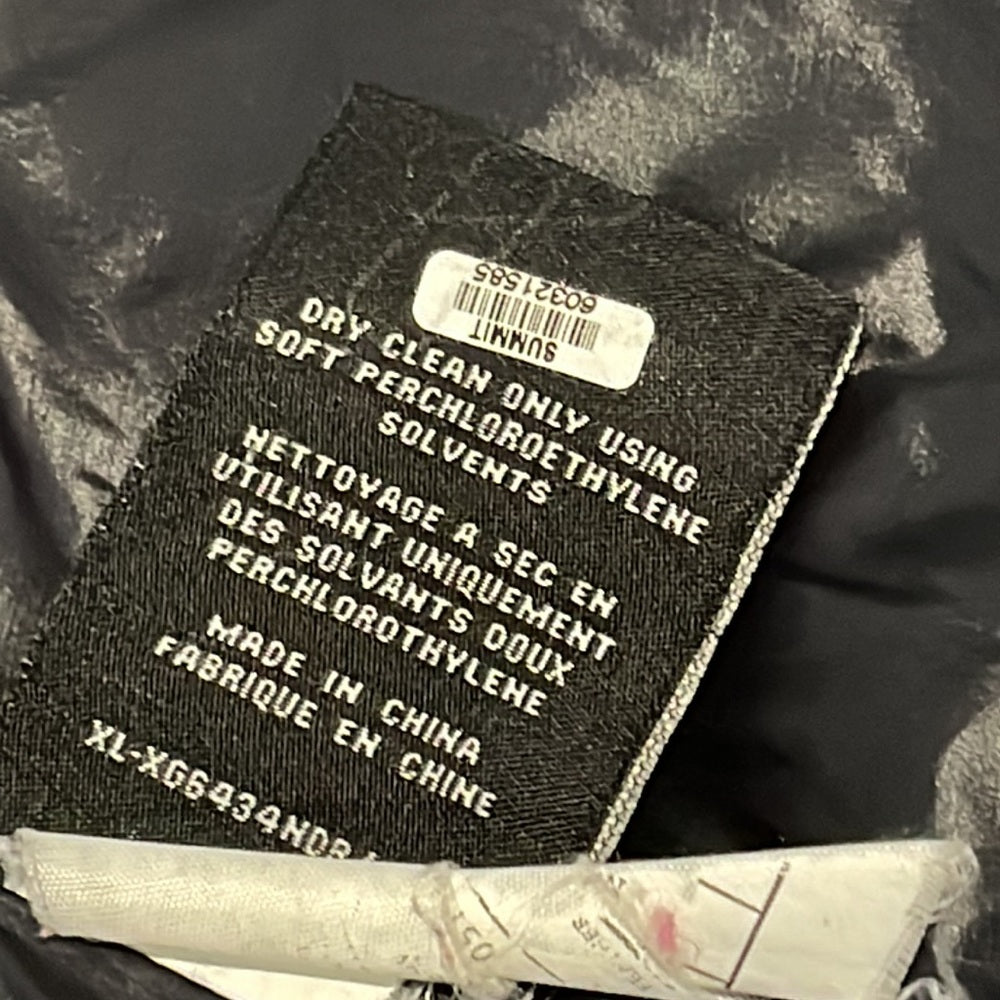 60321585
SUMMIT
DRY CLEAN ONLY USING
SOFT PERCHLOROETHYLENE
SOLVENTS
NETTOYAGE A SEC EN
UTILISANT UNIQUEMENT
DES SOLVANTS DOUX
PERCHLOROTHYLENE
MADE IN CHINA
FABRIQUE EN CHINE